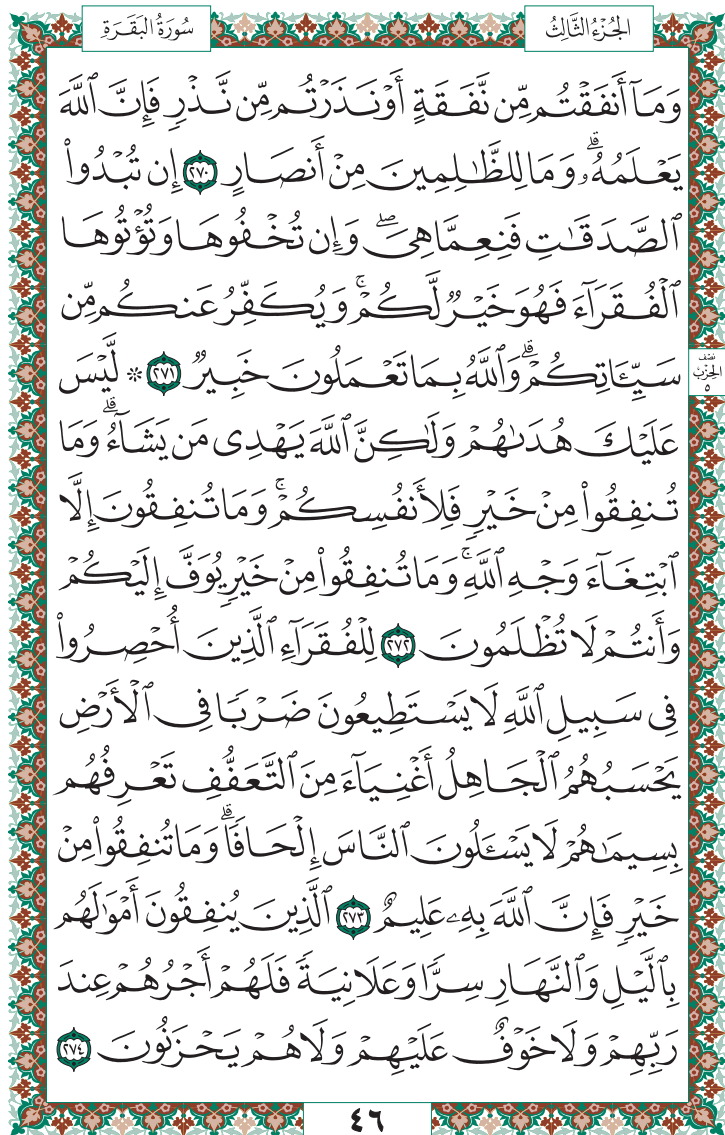 الجُزْءُ الثَّالِثُ
سُورَةُ البَقَرَةِ
وَمَآ أَنفَقْتُم مِّن نَّفَقَةٍ أَوْ نَذَرْتُم مِّن نَّذْرٍ فَإِنَّ ٱللَّهَ
يَعْلَمُهُۥۗ وَمَا لِلظَّٰلِمِينَ مِنْ أَنصَارٍ ٢٧٠ إِن تُبْدُوا۟
ٱلصَّدَقَٰتِ فَنِعِمَّا هِىَۖ وَإِن تُخْفُوهَا وَتُؤْتُوهَا
ٱلْفُقَرَآءَ فَهُوَ خَيْرٌ لَّكُمْۚ وَيُكَفِّرُ عَنكُم مِّن
سَيِّـَٔاتِكُمْۗ وَٱللَّهُ بِمَا تَعْمَلُونَ خَبِيرٌ ٢٧١ * لَّيْسَ
نصف
الحِزْب
٥
عَلَيْكَ هُدَىٰهُمْ وَلَٰكِنَّ ٱللَّهَ يَهْدِى مَن يَشَآءُۗ وَمَا
تُنفِقُوا۟ مِنْ خَيْرٍ فَلِأَنفُسِكُمْۚ وَمَا تُنفِقُونَ إِلَّا
ٱبْتِغَآءَ وَجْهِ ٱللَّهِۚ وَمَا تُنفِقُوا۟ مِنْ خَيْرٍ يُوَفَّ إِلَيْكُمْ
وَأَنتُمْ لَا تُظْلَمُونَ ٢٧٢ لِلْفُقَرَآءِ ٱلَّذِينَ أُحْصِرُوا۟
فِى سَبِيلِ ٱللَّهِ لَا يَسْتَطِيعُونَ ضَرْبًا فِى ٱلْأَرْضِ
يَحْسَبُهُمُ ٱلْجَاهِلُ أَغْنِيَآءَ مِنَ ٱلتَّعَفُّفِ تَعْرِفُهُم
بِسِيمَٰهُمْ لَا يَسْـَٔلُونَ ٱلنَّاسَ إِلْحَافًاۗ وَمَا تُنفِقُوا۟ مِنْ
خَيْرٍ فَإِنَّ ٱللَّهَ بِهِۦ عَلِيمٌ ٢٧٣ ٱلَّذِينَ يُنفِقُونَ أَمْوَٰلَهُم
بِٱلَّيْلِ وَٱلنَّهَارِ سِرًّا وَعَلَانِيَةً فَلَهُمْ أَجْرُهُمْ عِندَ
رَبِّهِمْ وَلَا خَوْفٌ عَلَيْهِمْ وَلَا هُمْ يَحْزَنُونَ ٢٧٤
٤٦